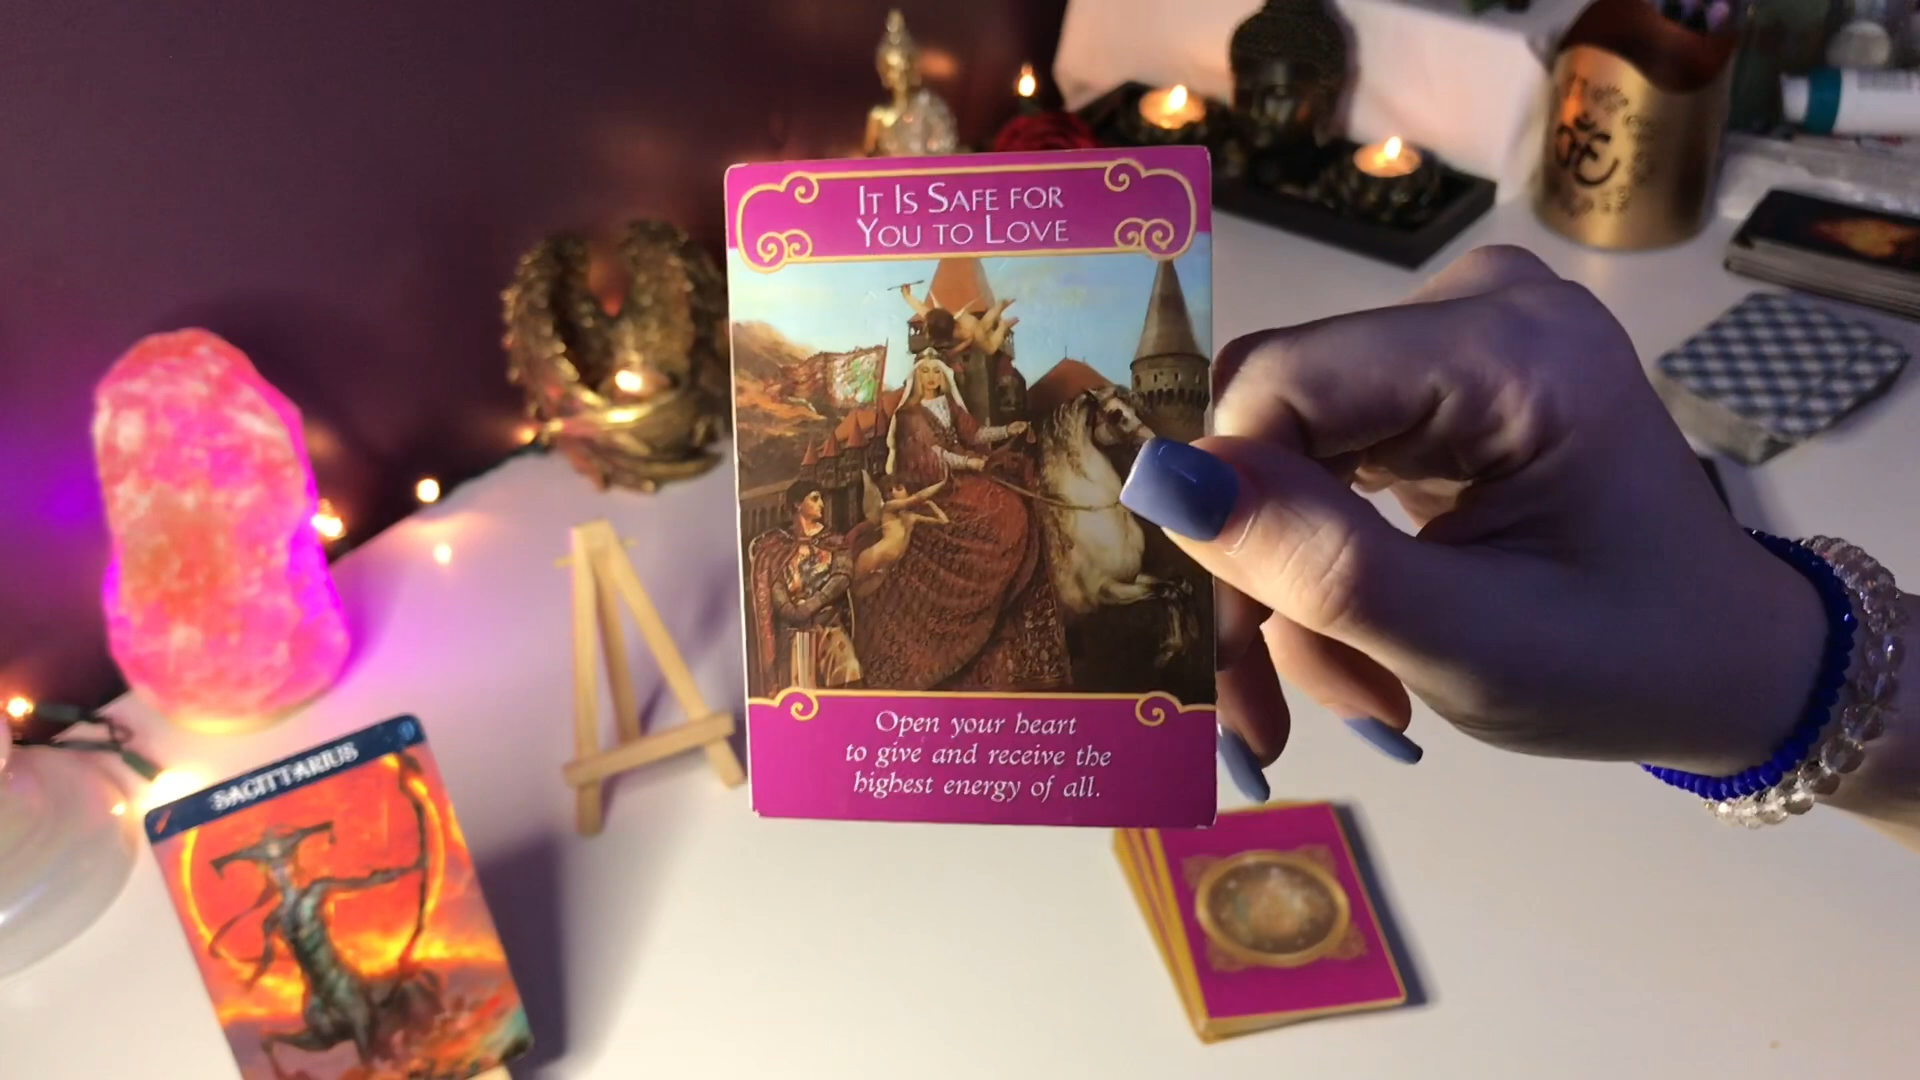 It Is Safe for
You to Love
Open your heart
to give and receive the
highest energy of all.
SAGITTARIUS